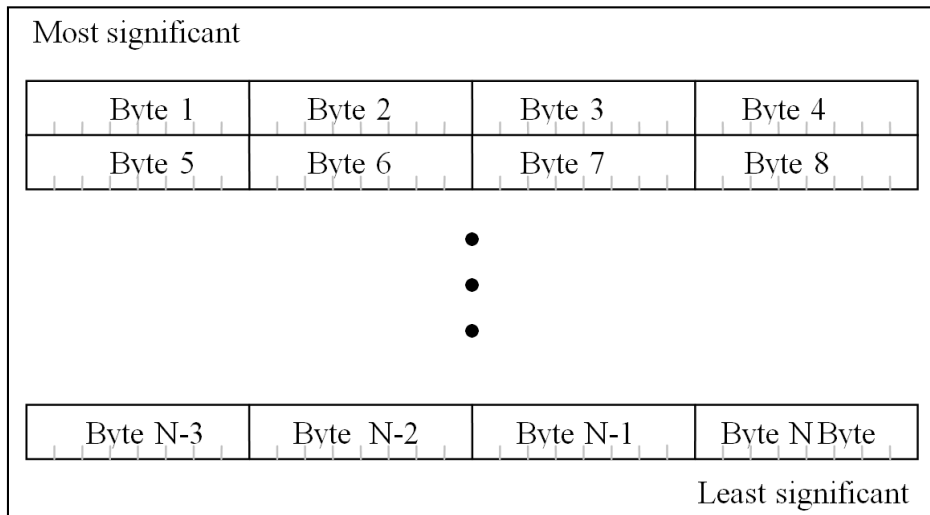 Most significant
Byte 1 Byte 2 Byte 3 Byte 4
Byte 5 Byte 6 Byte 7 Byte 8
Byte N-3 Byte N-2 Byte N-1 Byte N Byte
Least significant